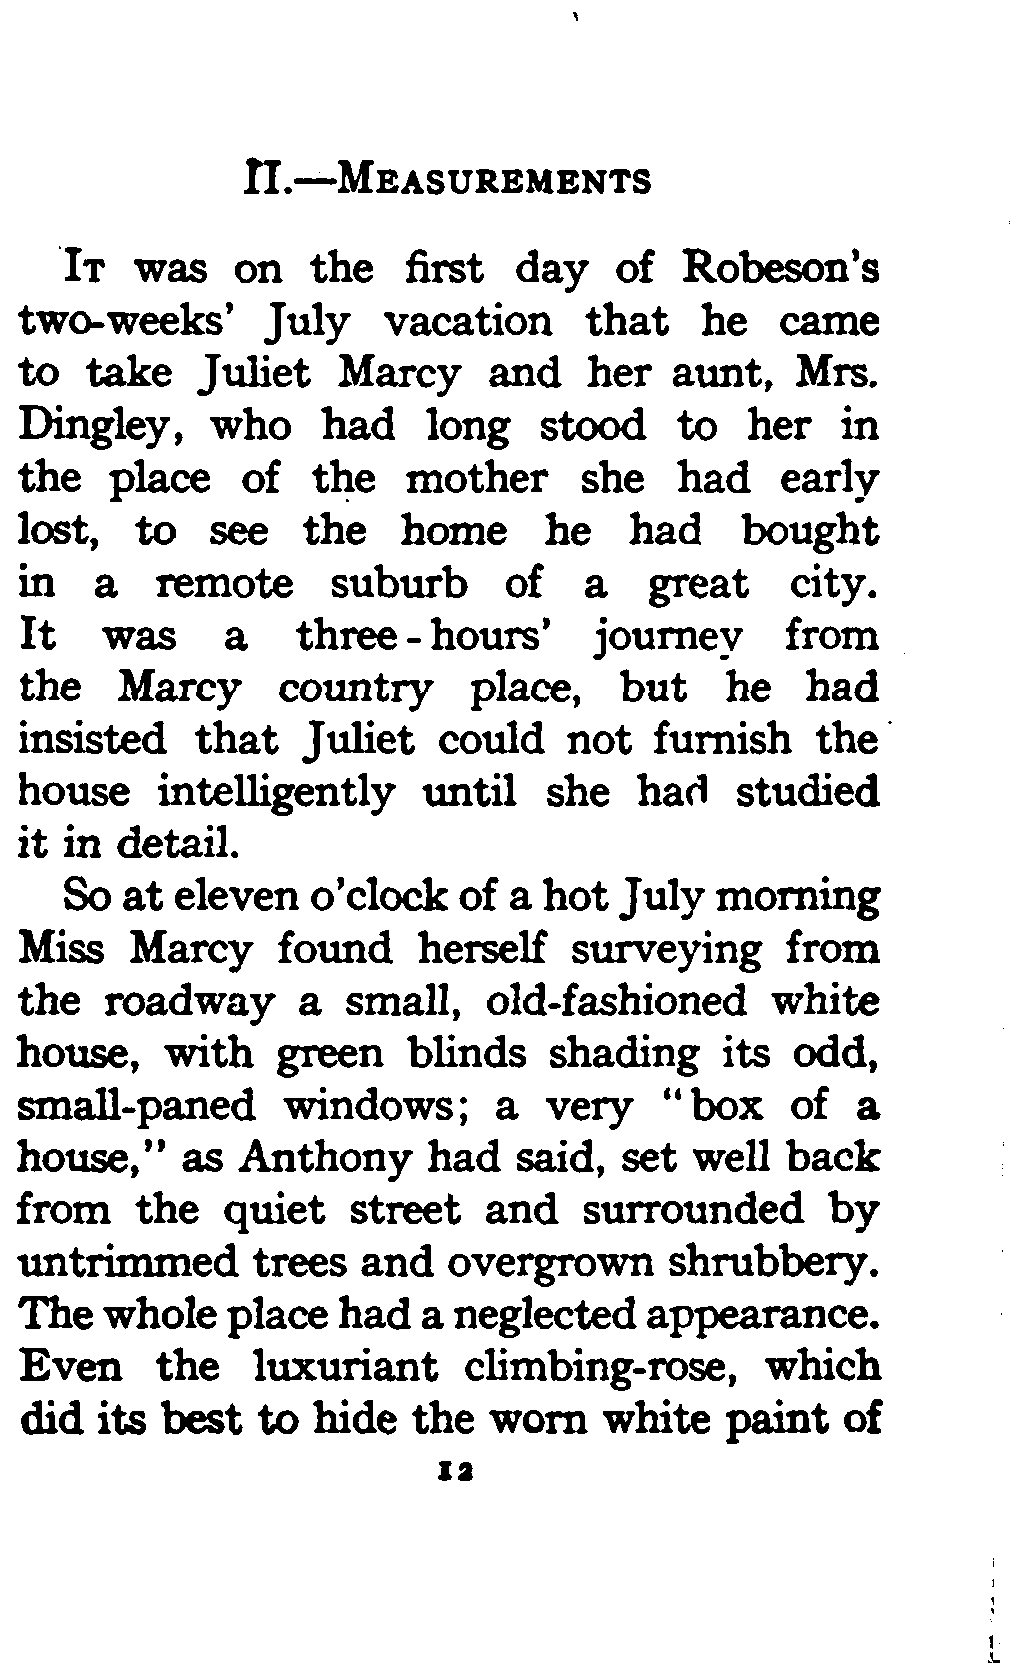 II.—Measurements
It was on the first day of Robeson's
two-weeks' July vacation that he came
to take Juliet Marcy and her aunt, Mrs.
Dingley, who had long stood to her in
the place of the mother she had early
lost, to see the home he had bought
in a remote suburb of a great city.
It was a three-hours' journey from
the Marcy country place, but he had
insisted that Juliet could not furnish the
house intelligently until she had studied
it in detail.
So at eleven o'clock of a hot July morning
Miss Marcy found herself surveying from
the roadway a small, old-fashioned white
house, with green blinds shading its odd,
small-paned windows; a very "box of a
house," as Anthony had said, set well back
from the quiet street and surrounded by
untrimmed trees and overgrown shrubbery.
The whole place had a neglected appearance.
Even the luxuriant climbing-rose, which
did its best to hide the worn white paint of
12